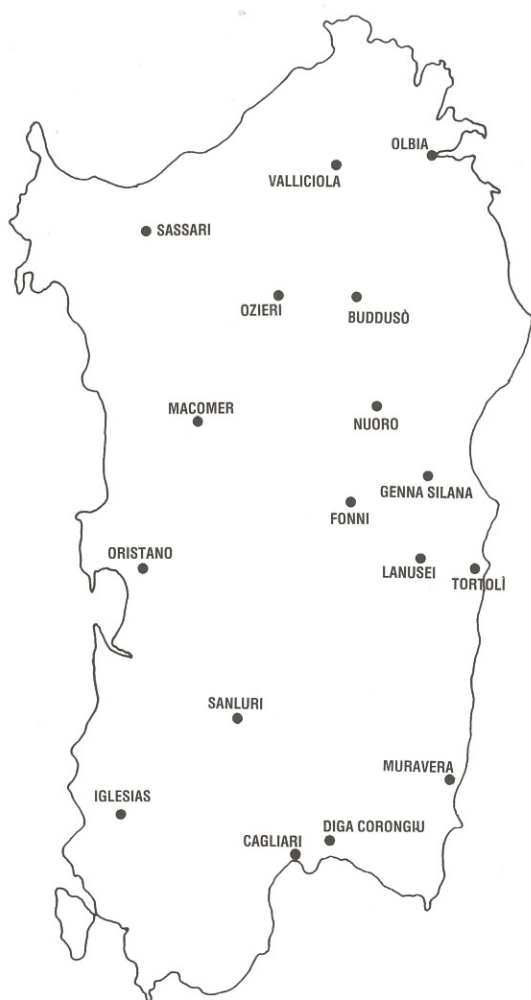 OLBIA
VALLICIOLA
SASSARI
OZIERI
BUDDUSÒ
MACOMER
NUORO
GENNA SILANA
FONNI
ORISTANO
LANUSEI
TORTOLÌ
SANLURI
MURAVERA
IGLESIAS
DIGA CORONGIU
CAGLIARI